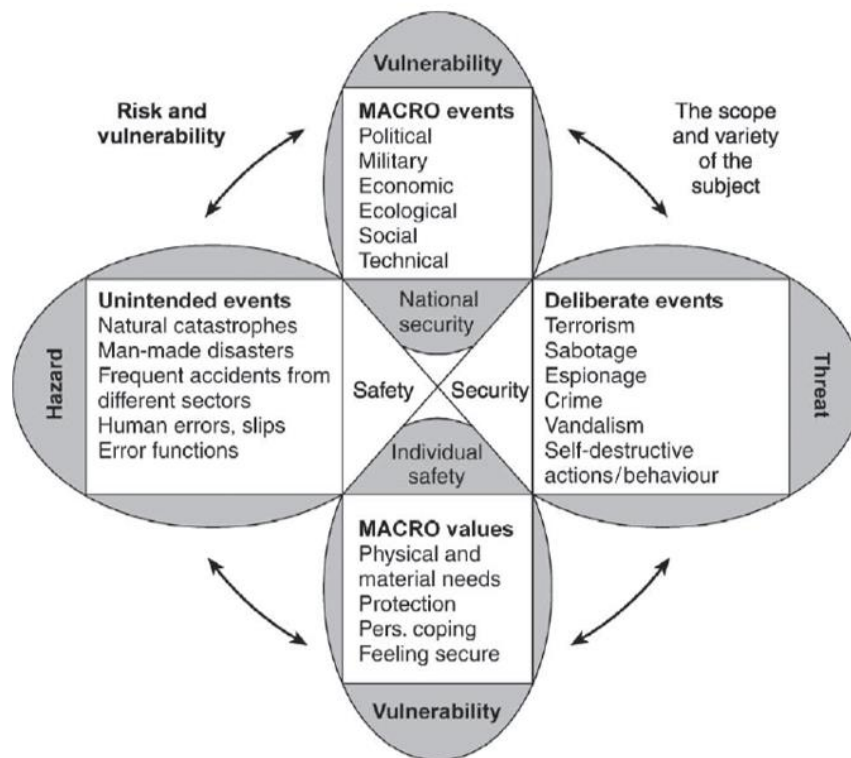 Vulnerability
Risk and
vulnerability
The scope
and variety
of the
subject
MACRO events
Political
Military
Economic
Ecological
Social
Technical
National
security
Hazard
Unintended events
Natural catastrophes
Man-made disasters
Frequent accidents from
different sectors
Human errors, slips
Error functions
Safety
Security
Deliberate events
Terrorism
Sabotage
Espionage
Crime
Vandalism
Self-destructive
actions/behaviour
Threat
Individual
safety
MACRO values
Physical and
material needs
Protection
Pers. coping
Feeling secure
Vulnerability